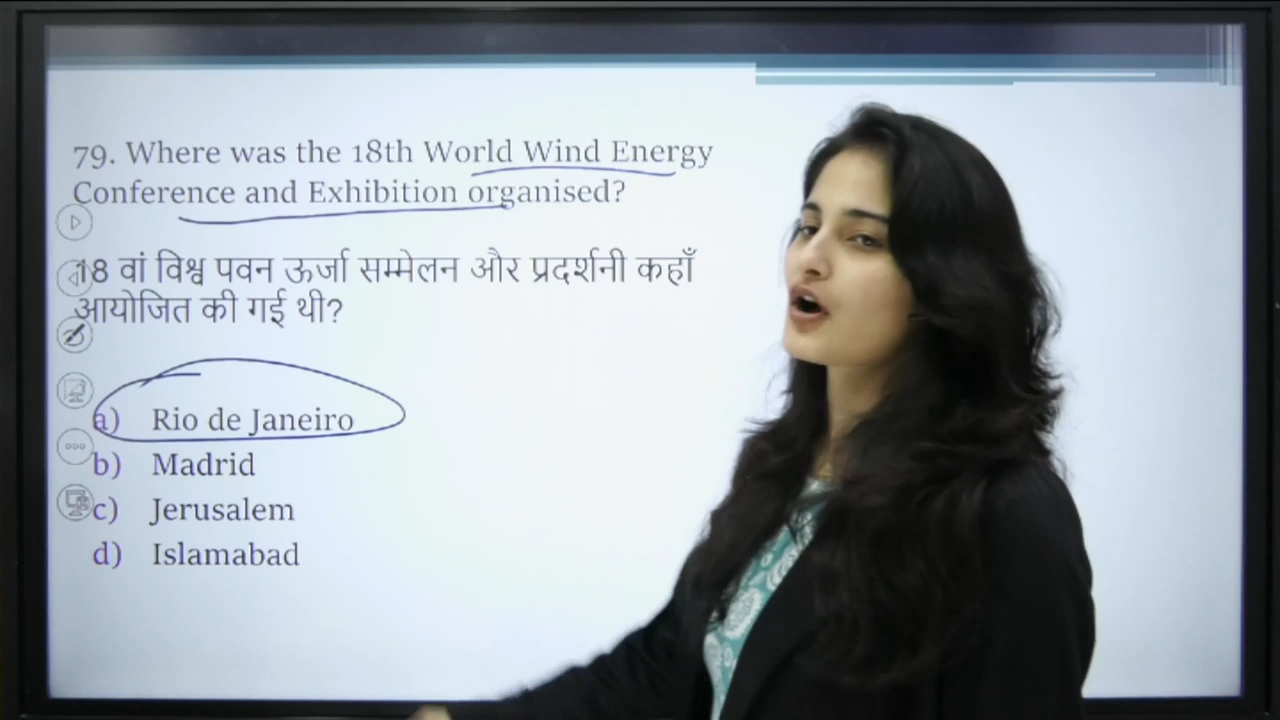 79. Where was the 18th World Wind Energy
Conference and Exhibition organised?
18 वां विश्व पवन ऊर्जा सम्मेलन और प्रदर्शनी कहाँ
आयोजित की गई थी?
a) Rio de Janeiro
b) Madrid
c) Jerusalem
d) Islamabad